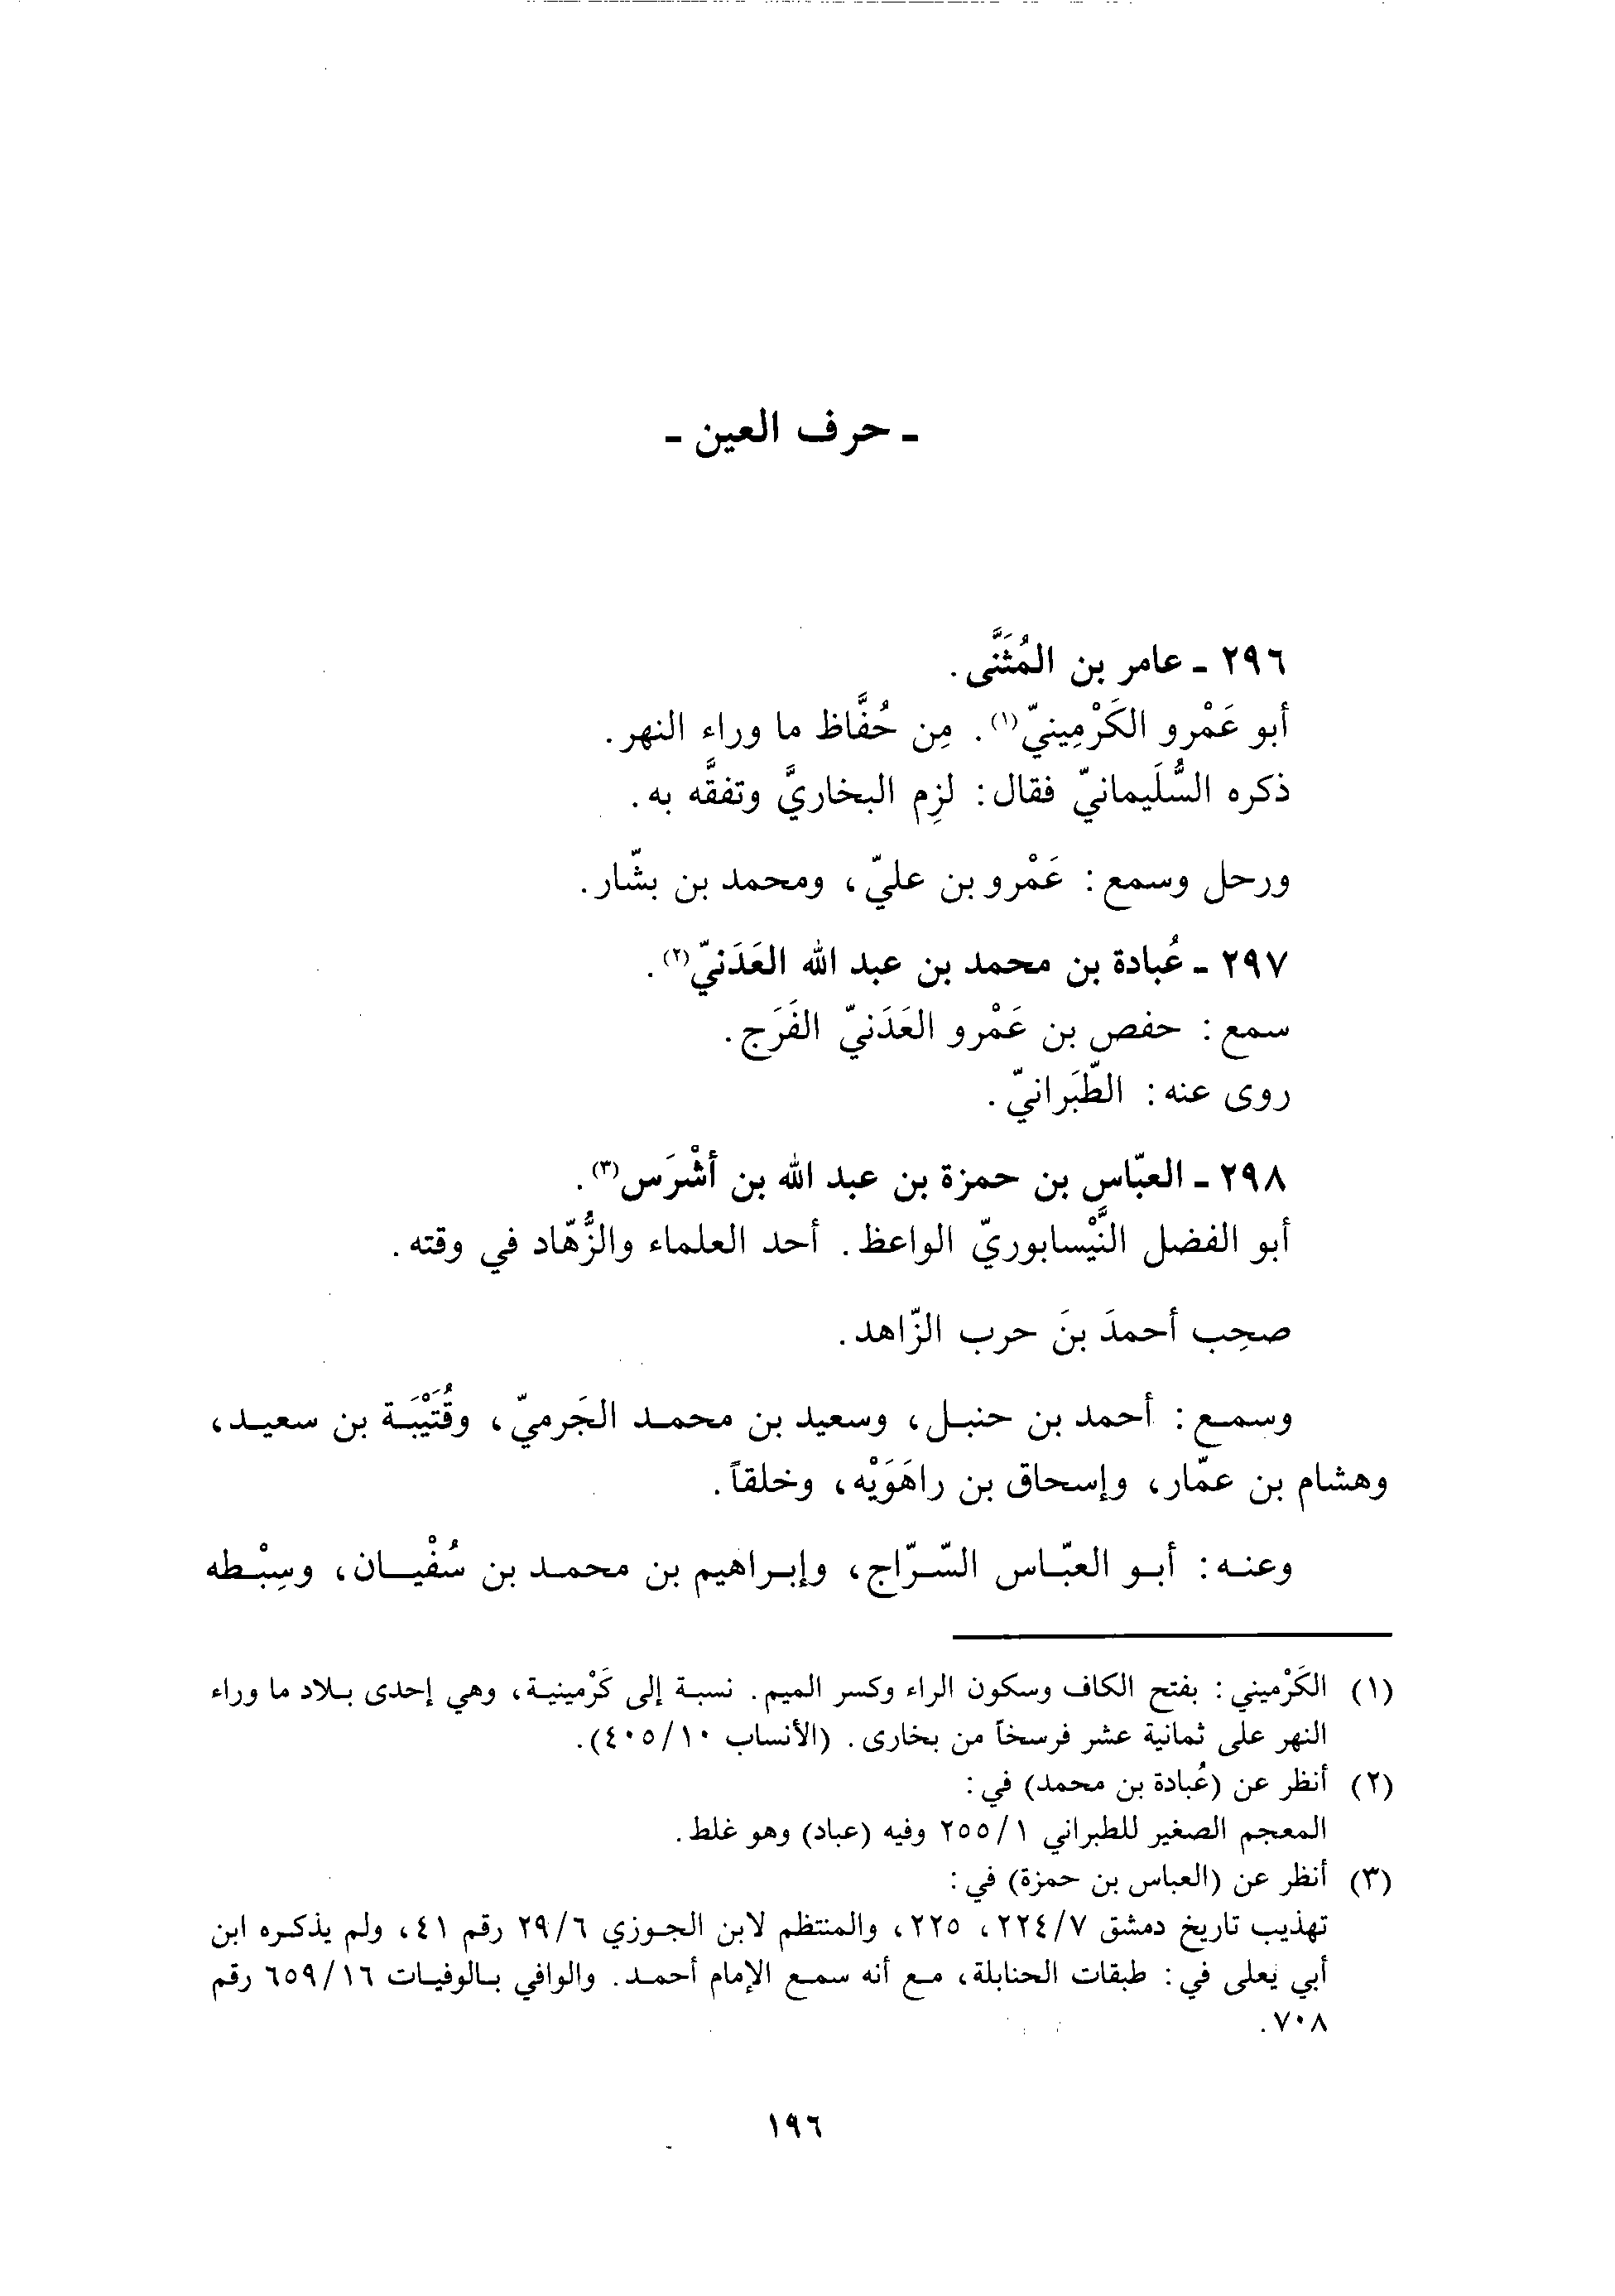 ـ حرف العين ـ
٢٩٦ ـ عامر بن المُثَنَّى.
أبو عَمْرو الكَرْمِينيّ(١). مِن حُفَّاظ ما وراء النهر.
ذكره السُّلَيمانيّ فقال: لزِم البخاريَّ وتفقَّه به.
ورحل وسمع: عَمْرو بن عليّ، ومحمد بن بشّار.
٢٩٧ ـ عُبادة بن محمد بن عبد الله العَدَنيّ(٢).
سمع: حفص بن عَمْرو العَدَنيّ الفَرَج.
روى عنه: الطَّبَرانيّ.
٢٩٨ ـ العبّاس بن حمزة بن عبد الله بن أشْرَس(٣).
أبو الفضل النَّيْسابوريّ الواعظ. أحد العلماء والزُّهّاد في وقته.
صحِب أحمدَ بنَ حرب الزّاهد.
وسمع: أحمد بن حنبل، وسعيد بن محمد الجَرميّ، وقُتَيْبَة بن سعيد،
وهشام بن عمّار، وإسحاق بن راهَوَيْه، وخلقاً.
وعنه: أبو العبّاس السّرّاج، وإبراهيم بن محمد بن سُفْيان، وسِبْطه
(١) الكَرْميني: بفتح الكاف وسكون الراء وكسر الميم. نسبة إلى كَرْمينية، وهي إحدى بلاد ما وراء
النهر على ثمانية عشر فرسخاً من بخارى. (الأنساب ٤٠٥/١٠).
(٢) أنظر عن (عُبادة بن محمد) في:
المعجم الصغير للطبراني ٢٥٥/١ وفيه (عباد) وهو غلط.
(٣) أنظر عن (العباس بن حمزة) في:
تهذيب تاريخ دمشق ٢٢٤/٧، ٢٢٥، والمنتظم لابن الجوزي ٢٩/٦ رقم ٤١، ولم يذكره ابن
أبي يعلى في: طبقات الحنابلة، مع أنه سمع الإمام أحمد. والوافي بالوفيات ٦٥٩/١٦ رقم
٧٠٨.
١٩٦